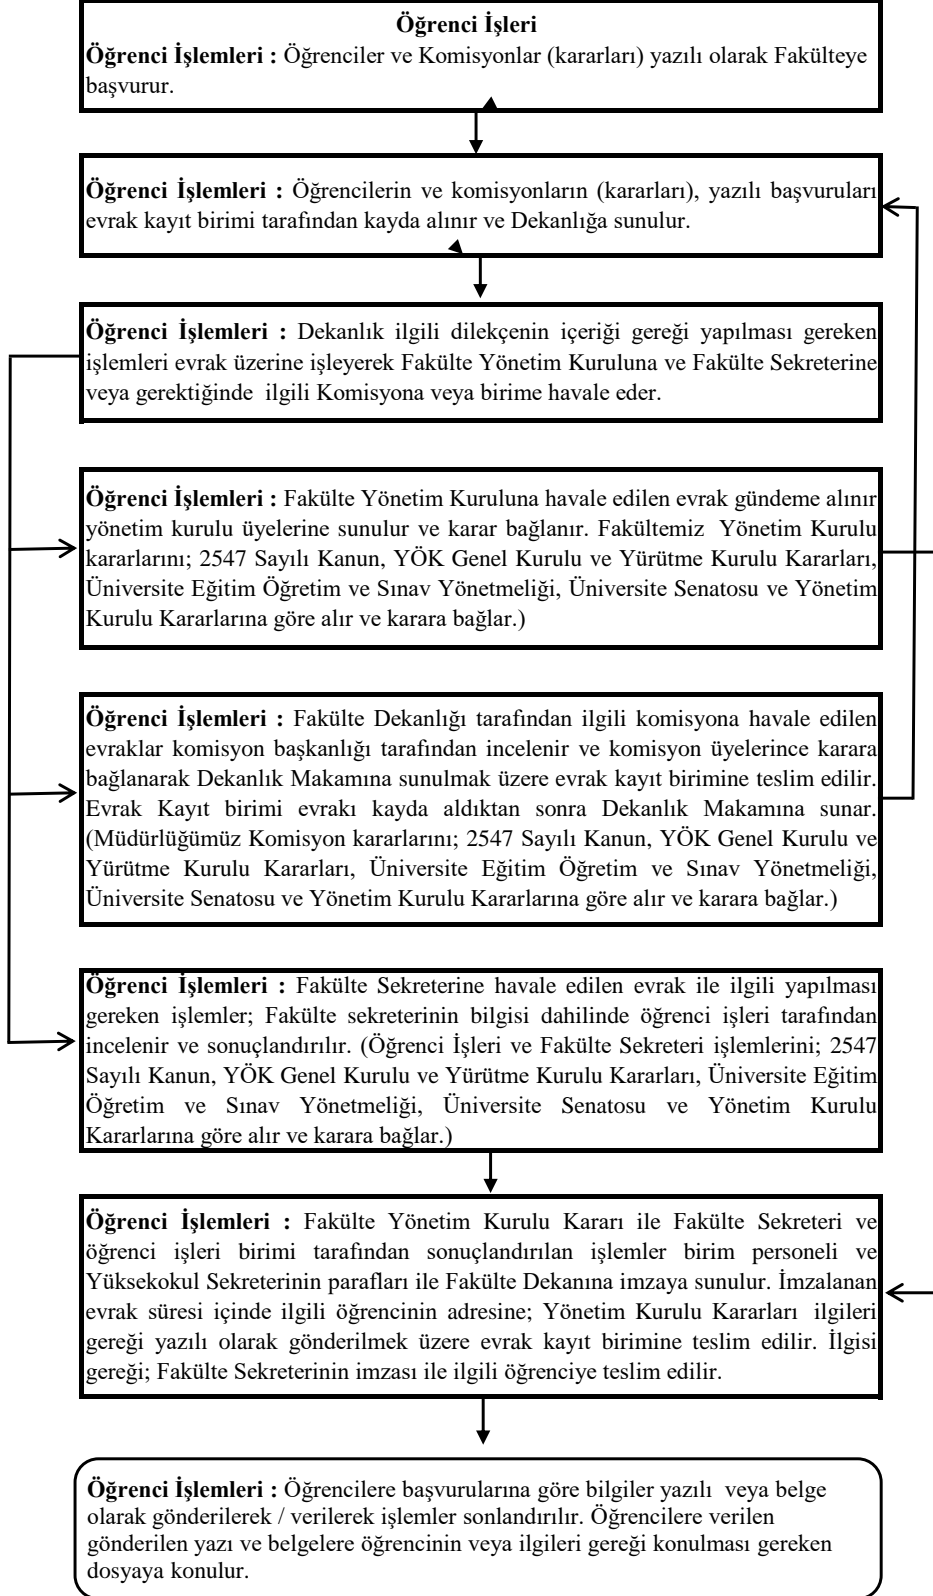 Öğrenci İşleri
Öğrenci İşlemleri : Öğrenciler ve Komisyonlar (kararları) yazılı olarak Fakülteye
başvurur.
Öğrenci İşlemleri : Öğrencilerin ve komisyonların (kararları), yazılı başvuruları
evrak kayıt birimi tarafından kayda alınır ve Dekanlığa sunulur.
Öğrenci İşlemleri : Dekanlık ilgili dilekçenin içeriği gereği yapılması gereken
işlemleri evrak üzerine işleyerek Fakülte Yönetim Kuruluna ve Fakülte Sekreterine
veya gerektiğinde ilgili Komisyona veya birime havale eder.
Öğrenci İşlemleri : Fakülte Yönetim Kuruluna havale edilen evrak gündeme alınır
yönetim kurulu üyelerine sunulur ve karar bağlanır. Fakültemiz Yönetim Kurulu
kararlarını; 2547 Sayılı Kanun, YÖK Genel Kurulu ve Yürütme Kurulu Kararları,
Üniversite Eğitim Öğretim ve Sınav Yönetmeliği, Üniversite Senatosu ve Yönetim
Kurulu Kararlarına göre alır ve karara bağlar.)
Öğrenci İşlemleri : Fakülte Dekanlığı tarafından ilgili komisyona havale edilen
evraklar komisyon başkanlığı tarafından incelenir ve komisyon üyelerince karara
bağlanarak Dekanlık Makamına sunulmak üzere evrak kayıt birimine teslim edilir.
Evrak Kayıt birimi evrakı kayda aldıktan sonra Dekanlık Makamına sunar.
(Müdürlüğümüz Komisyon kararlarını; 2547 Sayılı Kanun, YÖK Genel Kurulu ve
Yürütme Kurulu Kararları, Üniversite Eğitim Öğretim ve Sınav Yönetmeliği,
Üniversite Senatosu ve Yönetim Kurulu Kararlarına göre alır ve karara bağlar.)
Öğrenci İşlemleri : Fakülte Sekreterine havale edilen evrak ile ilgili yapılması
gereken işlemler; Fakülte sekreterinin bilgisi dahilinde öğrenci işleri tarafından
incelenir ve sonuçlandırılır. (Öğrenci İşleri ve Fakülte Sekreteri işlemlerini; 2547
Sayılı Kanun, YÖK Genel Kurulu ve Yürütme Kurulu Kararları, Üniversite Eğitim
Öğretim ve Sınav Yönetmeliği, Üniversite Senatosu ve Yönetim Kurulu
Kararlarına göre alır ve karara bağlar.)
Öğrenci İşlemleri : Fakülte Yönetim Kurulu Kararı ile Fakülte Sekreteri ve
öğrenci işleri birimi tarafından sonuçlandırılan işlemler birim personeli ve
Yüksekokul Sekreterinin parafları ile Fakülte Dekanına imzaya sunulur. İmzalanan
evrak süresi içinde ilgili öğrencinin adresine; Yönetim Kurulu Kararları ilgileri
gereği yazılı olarak gönderilmek üzere evrak kayıt birimine teslim edilir. İlgisi
gereği; Fakülte Sekreterinin imzası ile ilgili öğrenciye teslim edilir.
Öğrenci İşlemleri : Öğrencilere başvurularına göre bilgiler yazılı veya belge
olarak gönderilerek / verilerek işlemler sonlandırılır. Öğrencilere verilen
gönderilen yazı ve belgelere öğrencinin veya ilgileri gereği konulması gereken
dosyaya konulur.